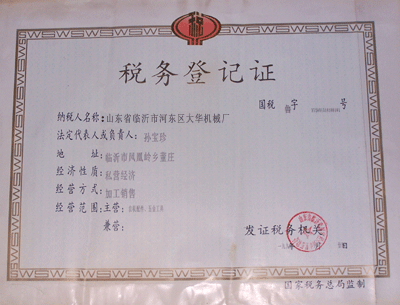 税务登记证
国税 字 号
纳税人名称：山东省临沂市河东区大华机械厂
法定代表人或负责人：孙宝珍
地 址：临沂市凤凰岭乡董庄
经济性质：私营经济
经营方式：加工销售
经营范围：主营：
兼营：
发证税务机关
国家税务总局监制